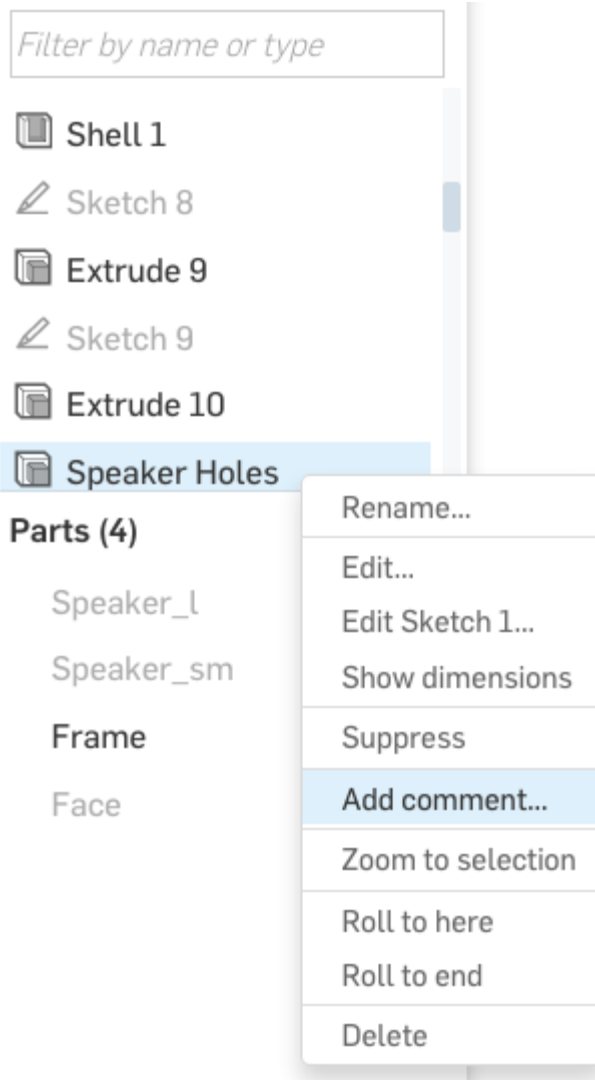 Filter by name or type
Shell 1
Sketch 8
Extrude 9
Sketch 9
Extrude 10
Speaker Holes
Parts (4)
Speaker_l
Speaker_sm
Frame
Face
Rename...
Edit...
Edit Sketch 1...
Show dimensions
Suppress
Add comment...
Zoom to selection
Roll to here
Roll to end
Delete